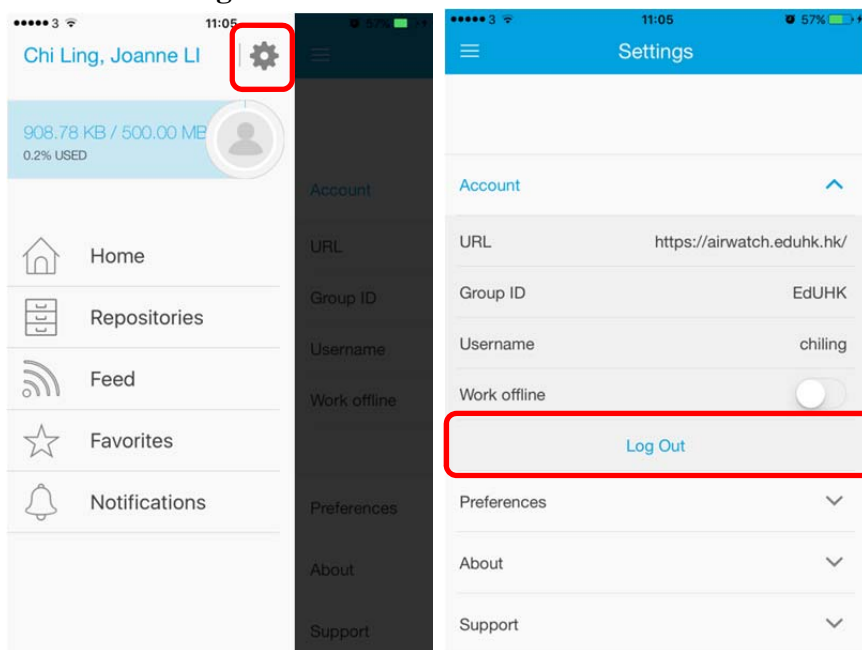 3 11:05 57%
Chi Ling, Joanne LI
908.78 KB / 500.00 MB
0.2% USED
Home
Repositories
Feed
Favorites
Notifications
Account
URL
Group ID
Username
Work offline
Preferences
About
Support
3 11:05 57%
Settings
Account
URL https://airwatch.eduhk.hk/
Group ID EdUHK
Username chiling
Work offline
Log Out
Preferences
About
Support